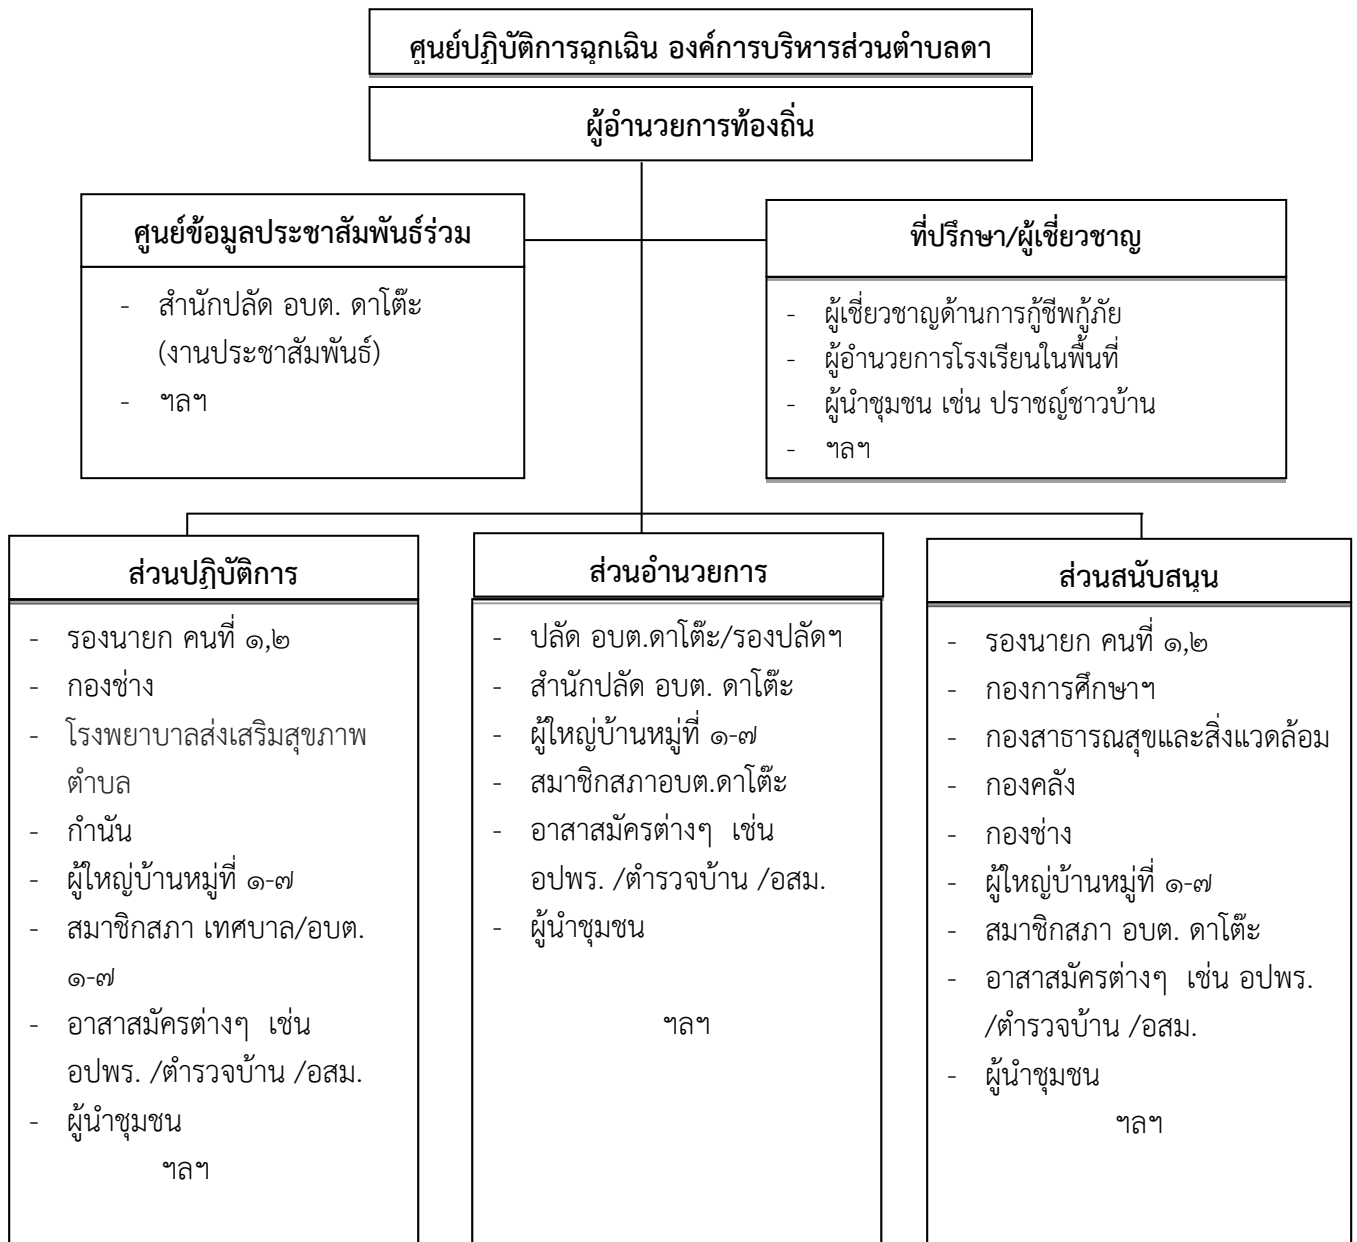 ศูนย์ปฏิบัติการฉุกเฉิน องค์การบริหารส่วนตำบลดา
ผู้อำนวยการท้องถิ่น
ศูนย์ข้อมูลประชาสัมพันธ์ร่วม
- สำนักปลัด อบต. ดาโต๊ะ
(งานประชาสัมพันธ์)
- ฯลฯ
ที่ปรึกษา/ผู้เชี่ยวชาญ
- ผู้เชี่ยวชาญด้านการกู้ชีพกู้ภัย
- ผู้อำนวยการโรงเรียนในพื้นที่
- ผู้นำชุมชน เช่น ปราชญ์ชาวบ้าน
- ฯลฯ
ส่วนปฏิบัติการ
- รองนายก คนที่ ๑,๒
- กองช่าง
- โรงพยาบาลส่งเสริมสุขภาพ
ตำบล
- กำนัน
- ผู้ใหญ่บ้านหมู่ที่ ๑-๗
- สมาชิกสภา เทศบาล/อบต.
๑-๗
- อาสาสมัครต่างๆ เช่น
อปพร. /ตำรวจบ้าน /อสม.
- ผู้นำชุมชน
ฯลฯ
ส่วนอำนวยการ
- ปลัด อบต.ดาโต๊ะ/รองปลัดฯ
- สำนักปลัด อบต. ดาโต๊ะ
- ผู้ใหญ่บ้านหมู่ที่ ๑-๗
- สมาชิกสภาอบต.ดาโต๊ะ
- อาสาสมัครต่างๆ เช่น
อปพร. /ตำรวจบ้าน /อสม.
- ผู้นำชุมชน
ฯลฯ
ส่วนสนับสนุน
- รองนายก คนที่ ๑,๒
- กองการศึกษาฯ
- กองสาธารณสุขและสิ่งแวดล้อม
- กองคลัง
- กองช่าง
- ผู้ใหญ่บ้านหมู่ที่ ๑-๗
- สมาชิกสภา อบต. ดาโต๊ะ
- อาสาสมัครต่างๆ เช่น อปพร.
/ตำรวจบ้าน /อสม.
- ผู้นำชุมชน
ฯลฯ